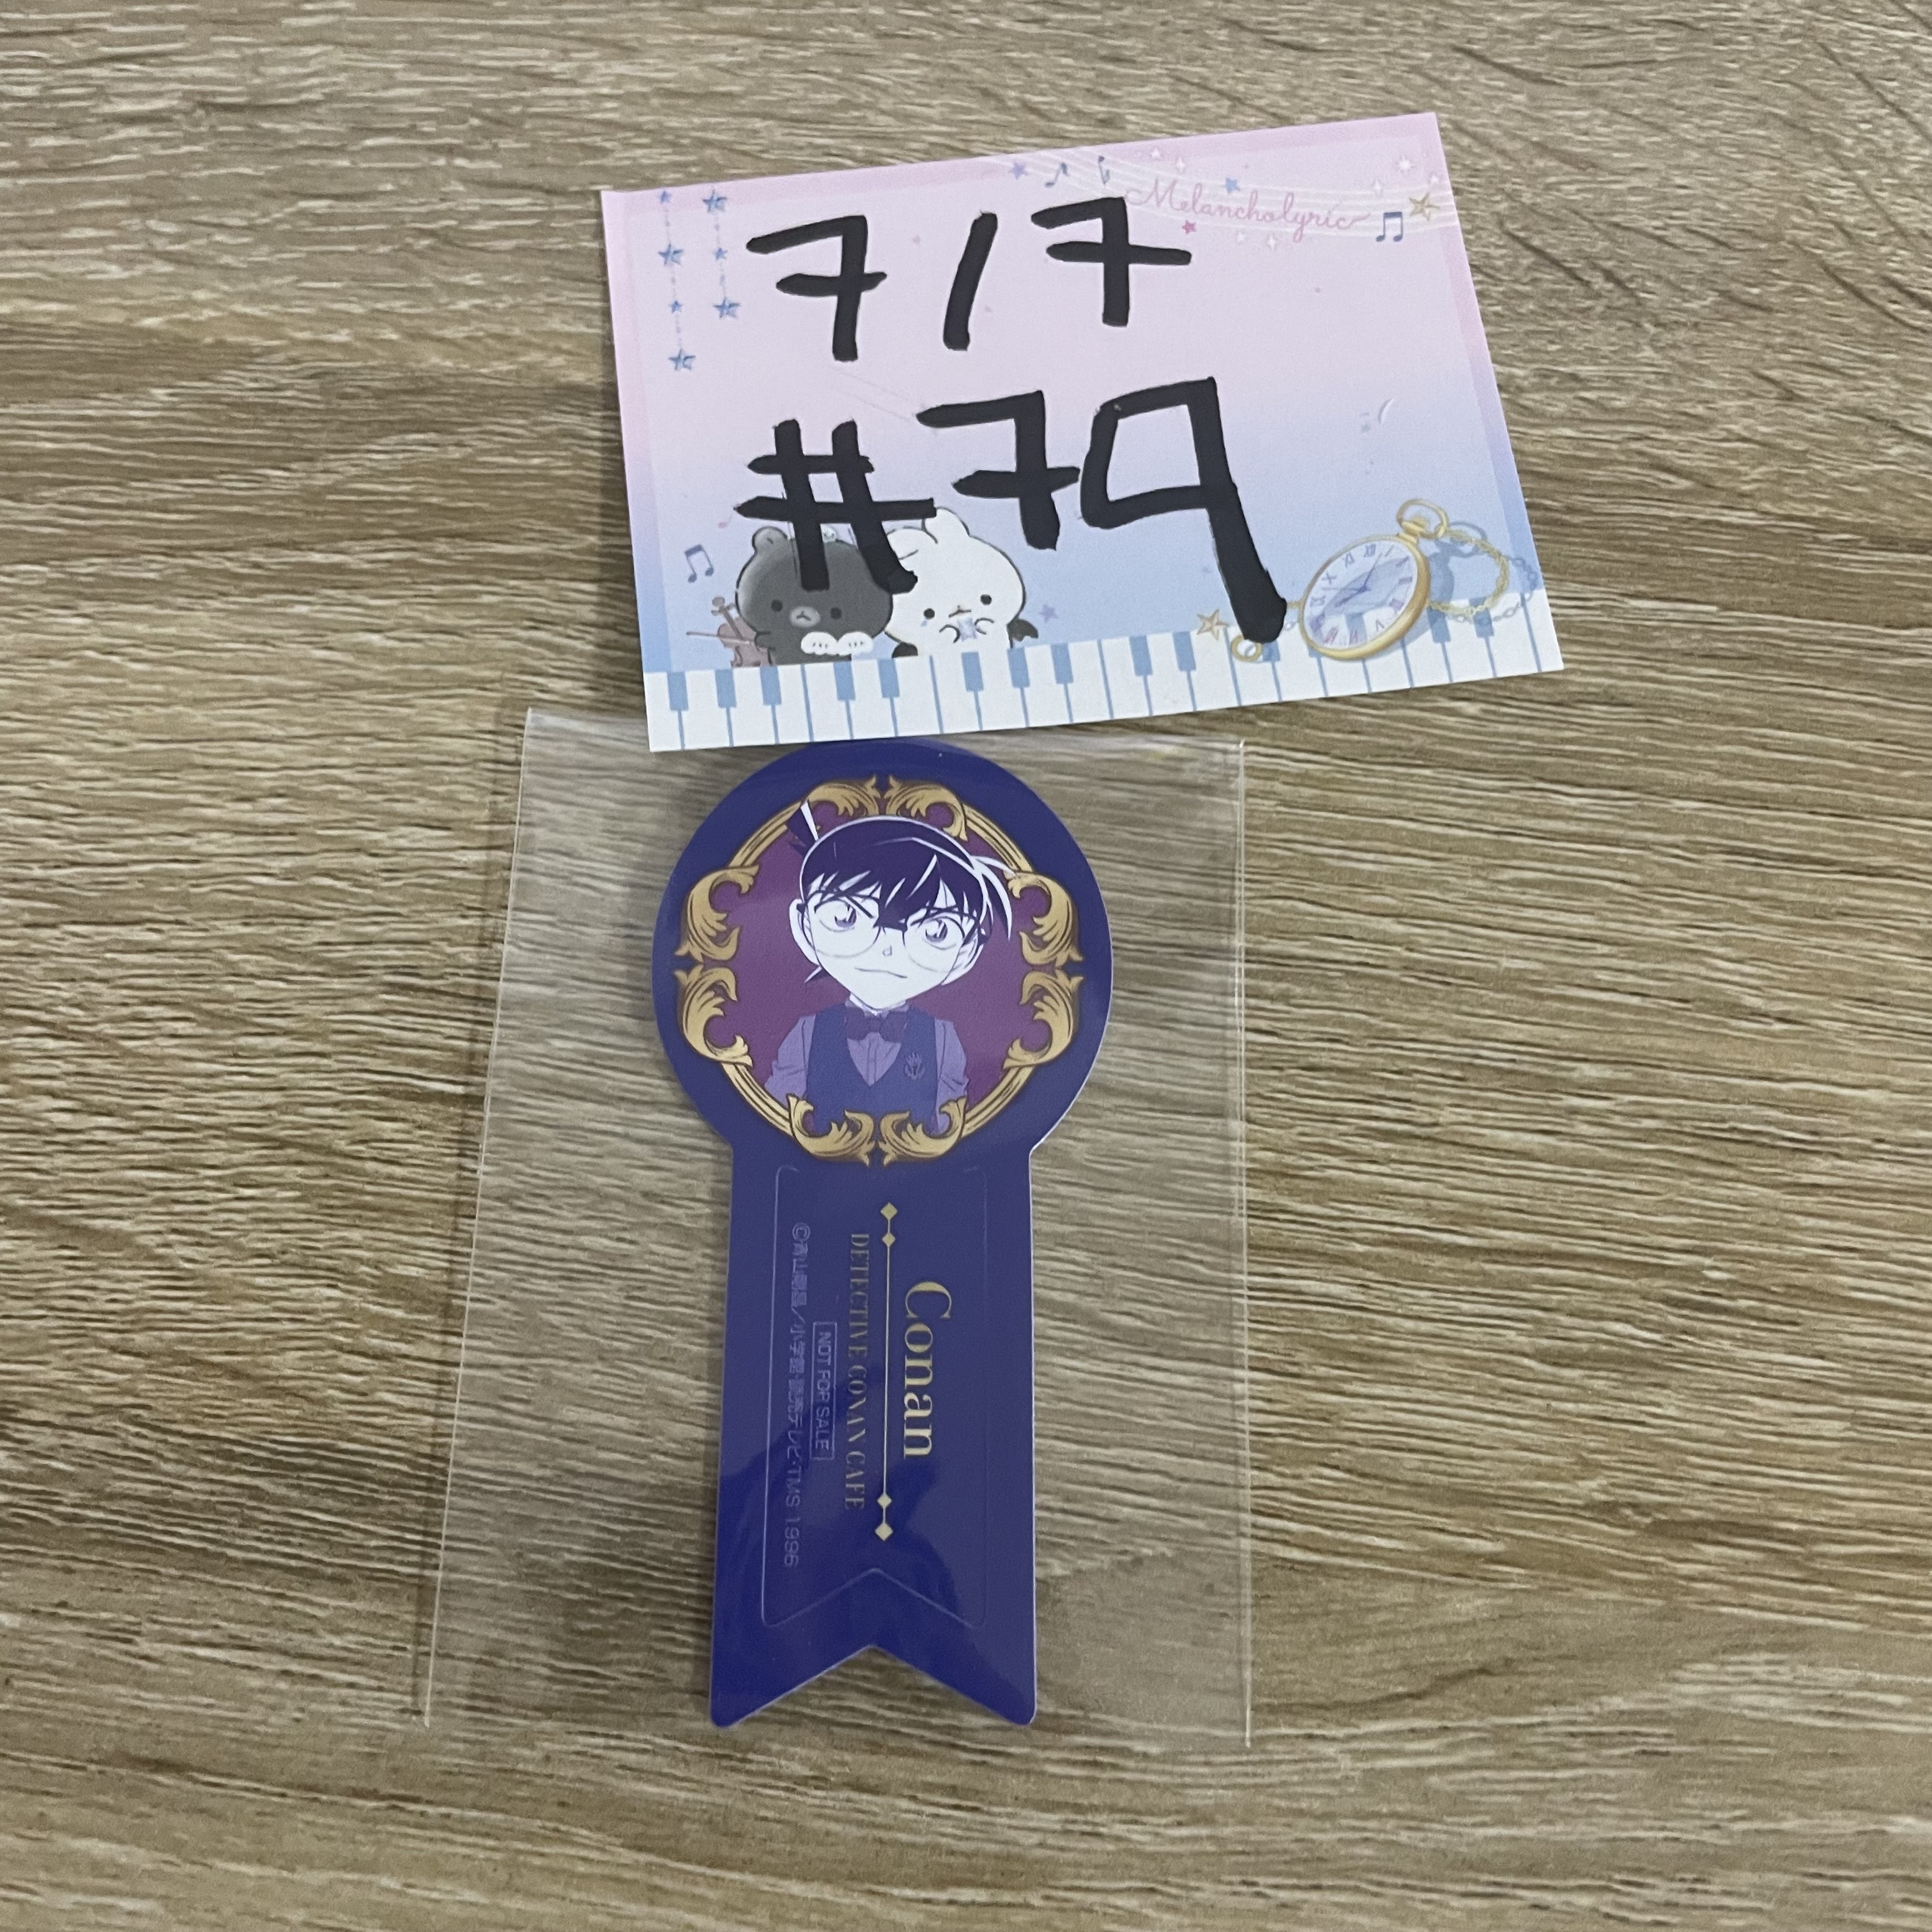 Melancholyric
7/7
#79
Conan
DETECTIVE CONAN CAFE
NOT FOR SALE
©青山剛昌/小学館・読売テレビ・TMS 1996